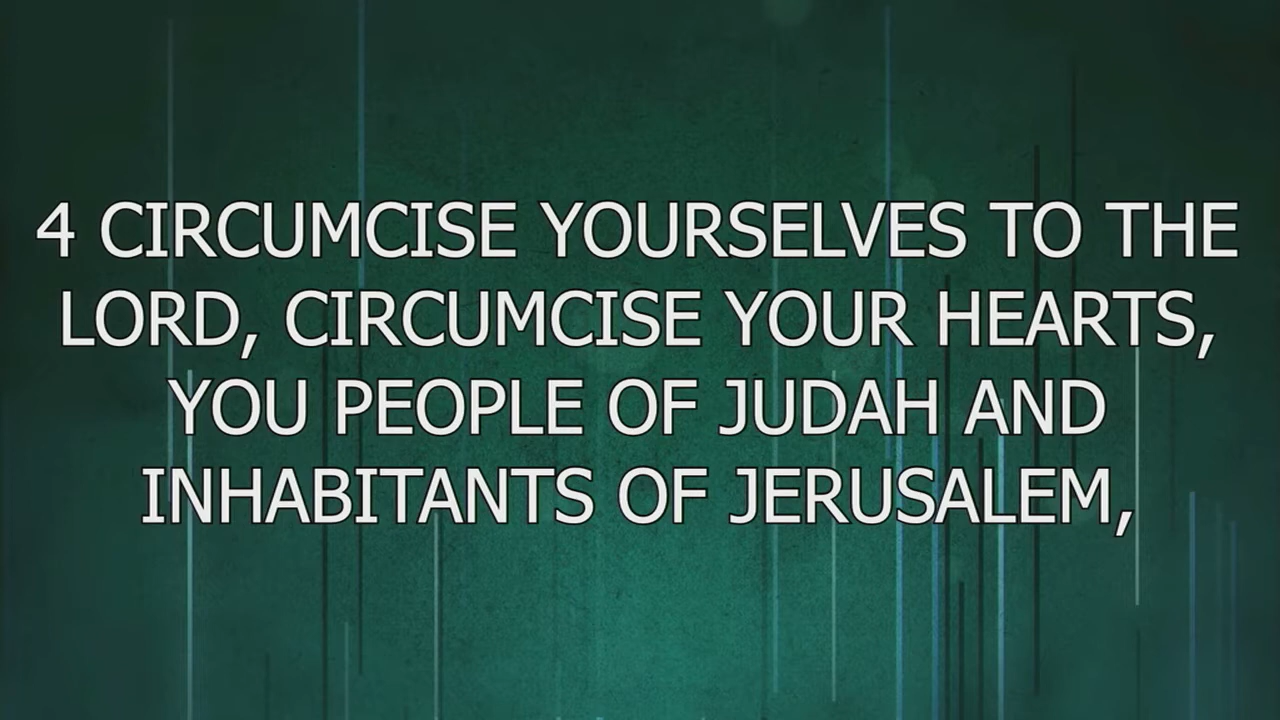 4 CIRCUMCISE YOURSELVES TO THE
LORD, CIRCUMCISE YOUR HEARTS,
YOU PEOPLE OF JUDAH AND
INHABITANTS OF JERUSALEM,